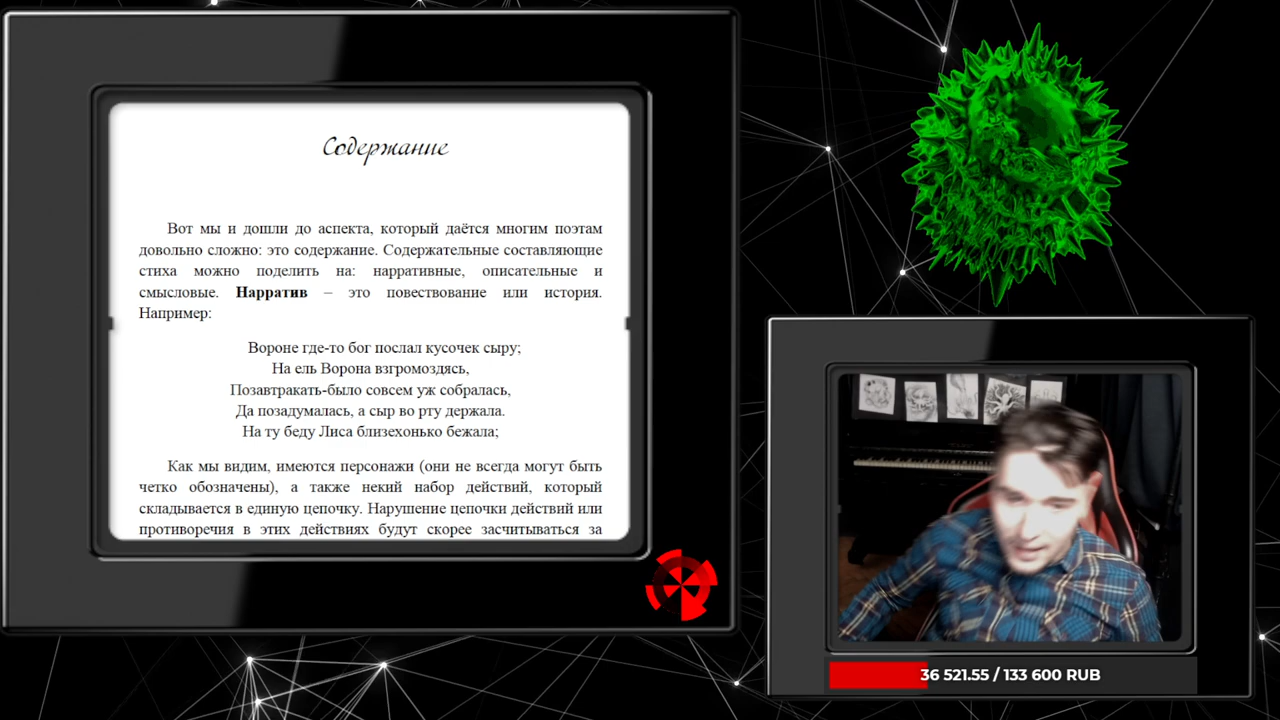 Содержание
Вот мы и дошли до аспекта, который даётся многим поэтам
довольно сложно: это содержание. Содержательные составляющие
стиха можно поделить на: нарративные, описательные и
смысловые. Нарратив – это повествование или история.
Например:
Вороне где-то бог послал кусочек сыру;
На ель Ворона взгромоздясь,
Позавтракать-было совсем уж собралась,
Да позадумалась, а сыр во рту держала.
На ту беду Лиса близехонько бежала;
Как мы видим, имеются персонажи (они не всегда могут быть
четко обозначены), а также некий набор действий, который
складывается в единую цепочку. Нарушение цепочки действий или
противоречия в этих действиях будут скорее засчитываться за
36 521.55 / 133 600 RUB